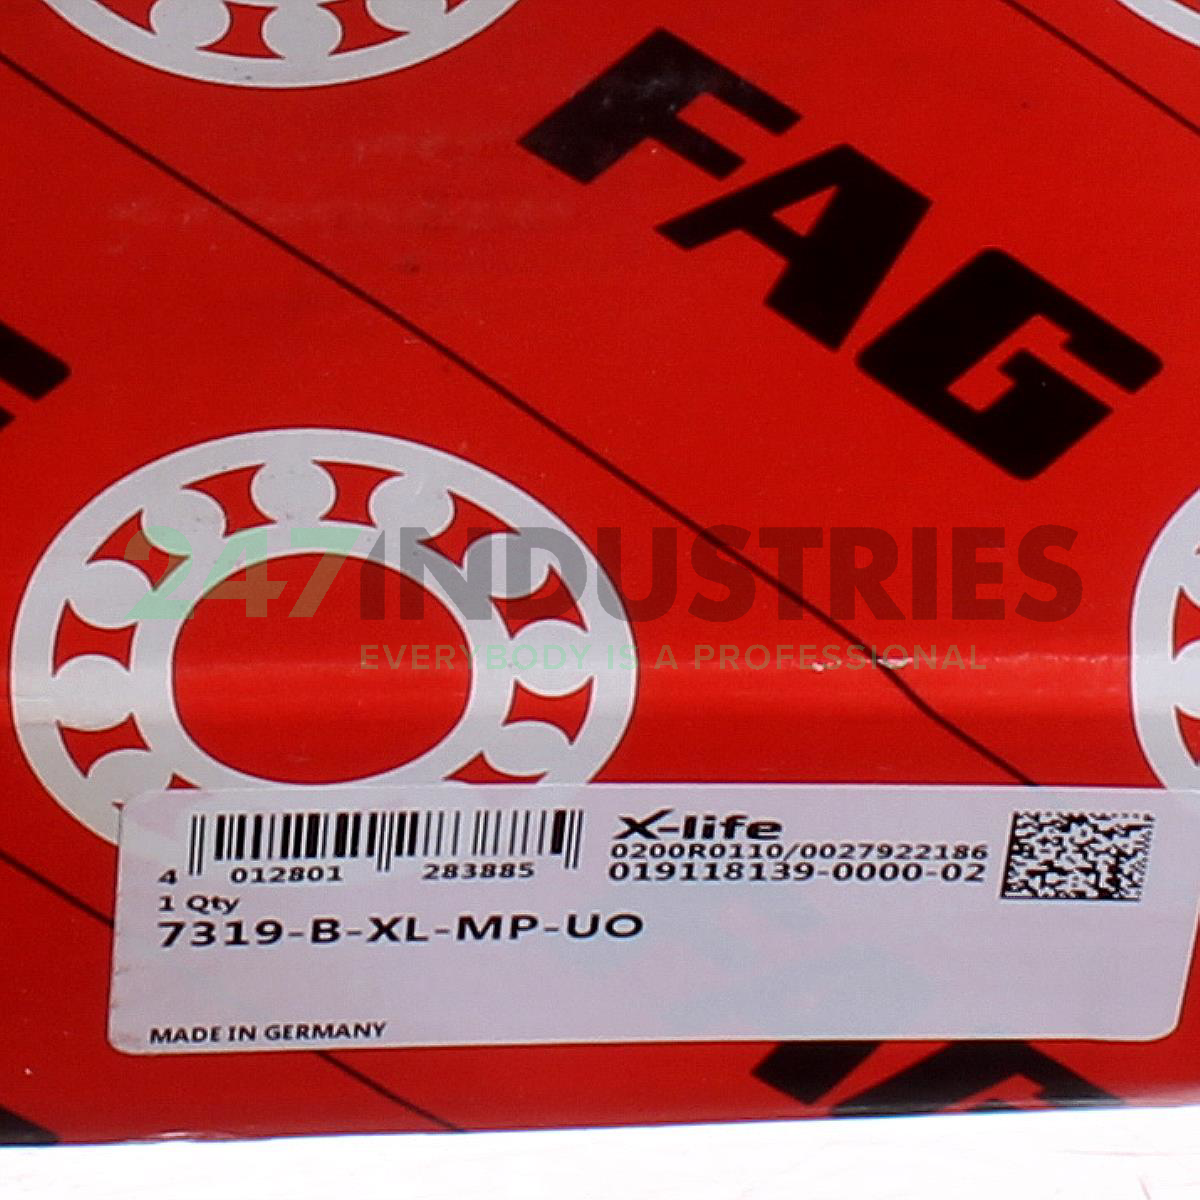 FAG
247INDUSTRIES
EVERYBODY IS A PROFESSIONAL
X-life
4 012801 283885
0200R0110/0027922186
019118139-0000-02
1 Qty
7319-B-XL-MP-UO
MADE IN GERMANY